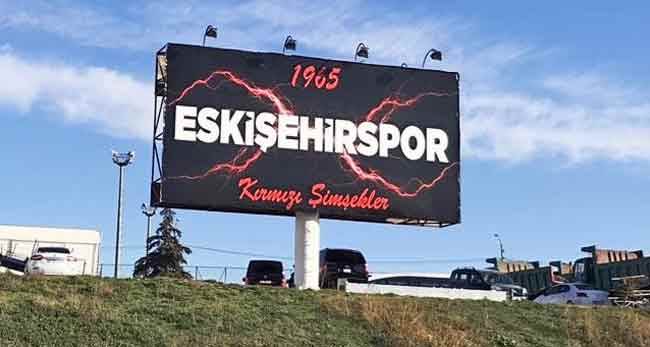 1965
ESKİŞEHİRSPOR
Kırmızı Şimşekler